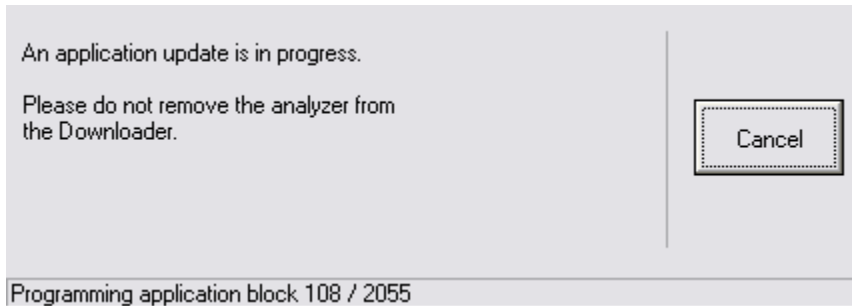 An application update is in progress.
Please do not remove the analyzer from
the Downloader.
Cancel
Programming application block 108 / 2055